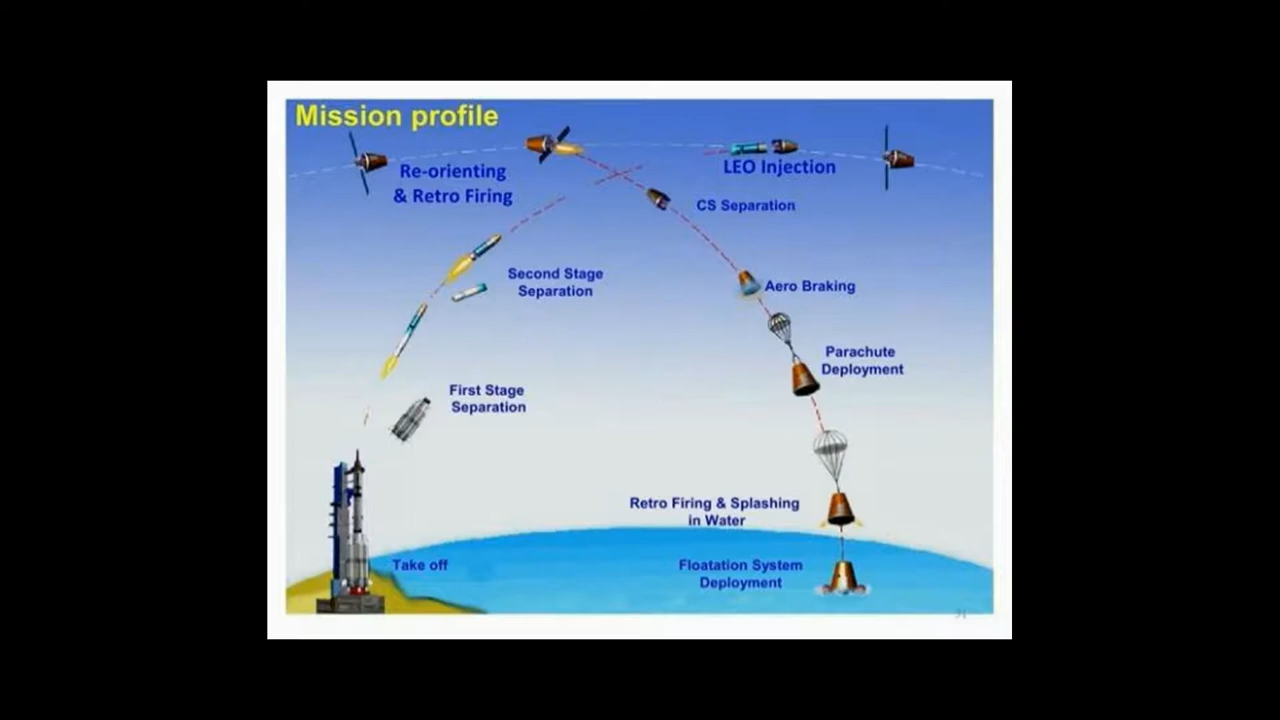 Mission profile
Re-orienting
& Retro Firing
LEO Injection
CS Separation
Second Stage
Separation
Aero Braking
Parachute
Deployment
First Stage
Separation
Retro Firing & Splashing
in Water
Take off
Floatation System
Deployment
31